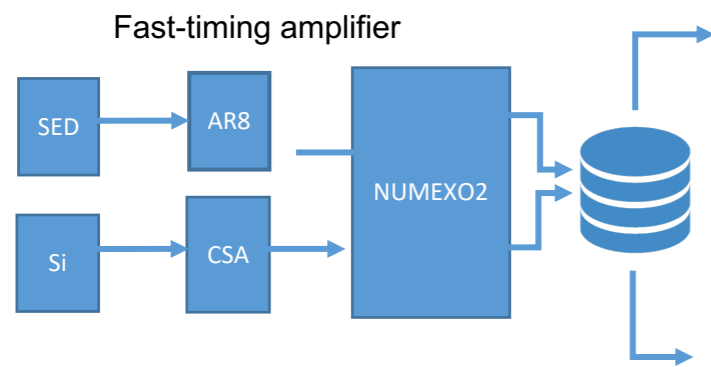 Fast-timing amplifier
SED
AR8
NUMEXO2
Si
CSA